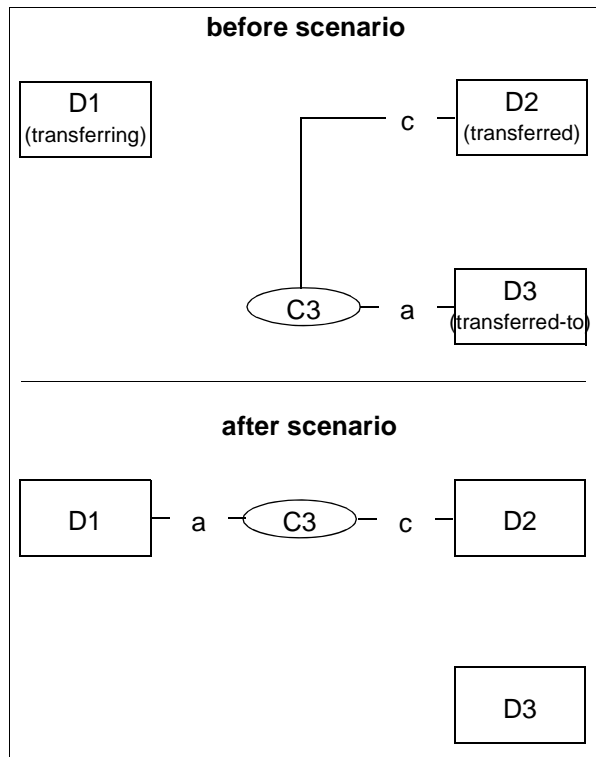 before scenario
D1
(transferring)
c
D2
(transferred)
C3
a
D3
(transferred-to)
after scenario
D1
a
C3
c
D2
D3